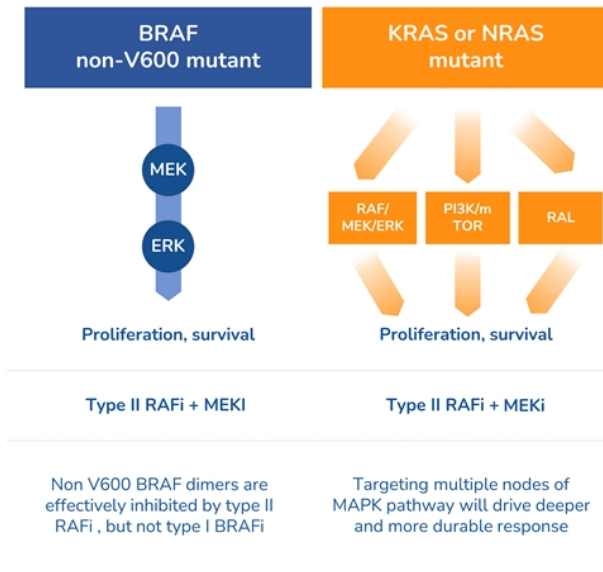 BRAF
non-V600 mutant
MEK
ERK
Proliferation, survival
Type II RAFi + MEKI
Non V600 BRAF dimers are
effectively inhibited by type II
RAFi , but not type I BRAFi
KRAS or NRAS
mutant
RAF/
MEK/ERK
PI3K/m
TOR
RAL
Proliferation, survival
Type II RAFi + MEKi
Targeting multiple nodes of
MAPK pathway will drive deeper
and more durable response